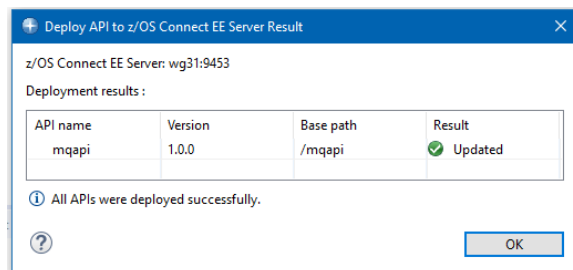 Deploy API to z/OS Connect EE Server Result
z/OS Connect EE Server: wg31:9453
Deployment results :
API name Version Base path Result
mqapi 1.0.0 /mqapi Updated
All APIs were deployed successfully.
OK